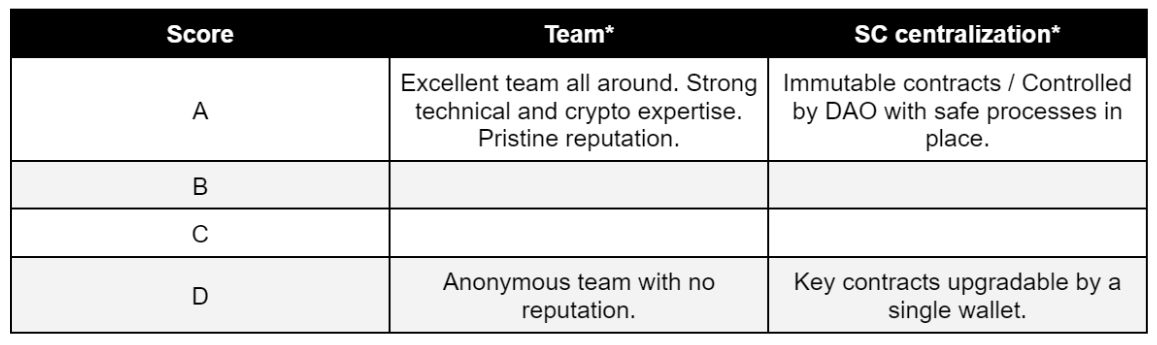 Score
Team*
SC centralization*
A
Excellent team all around. Strong
technical and crypto expertise.
Pristine reputation.
Immutable contracts / Controlled
by DAO with safe processes in
place.
B
C
D
Anonymous team with no
reputation.
Key contracts upgradable by a
single wallet.